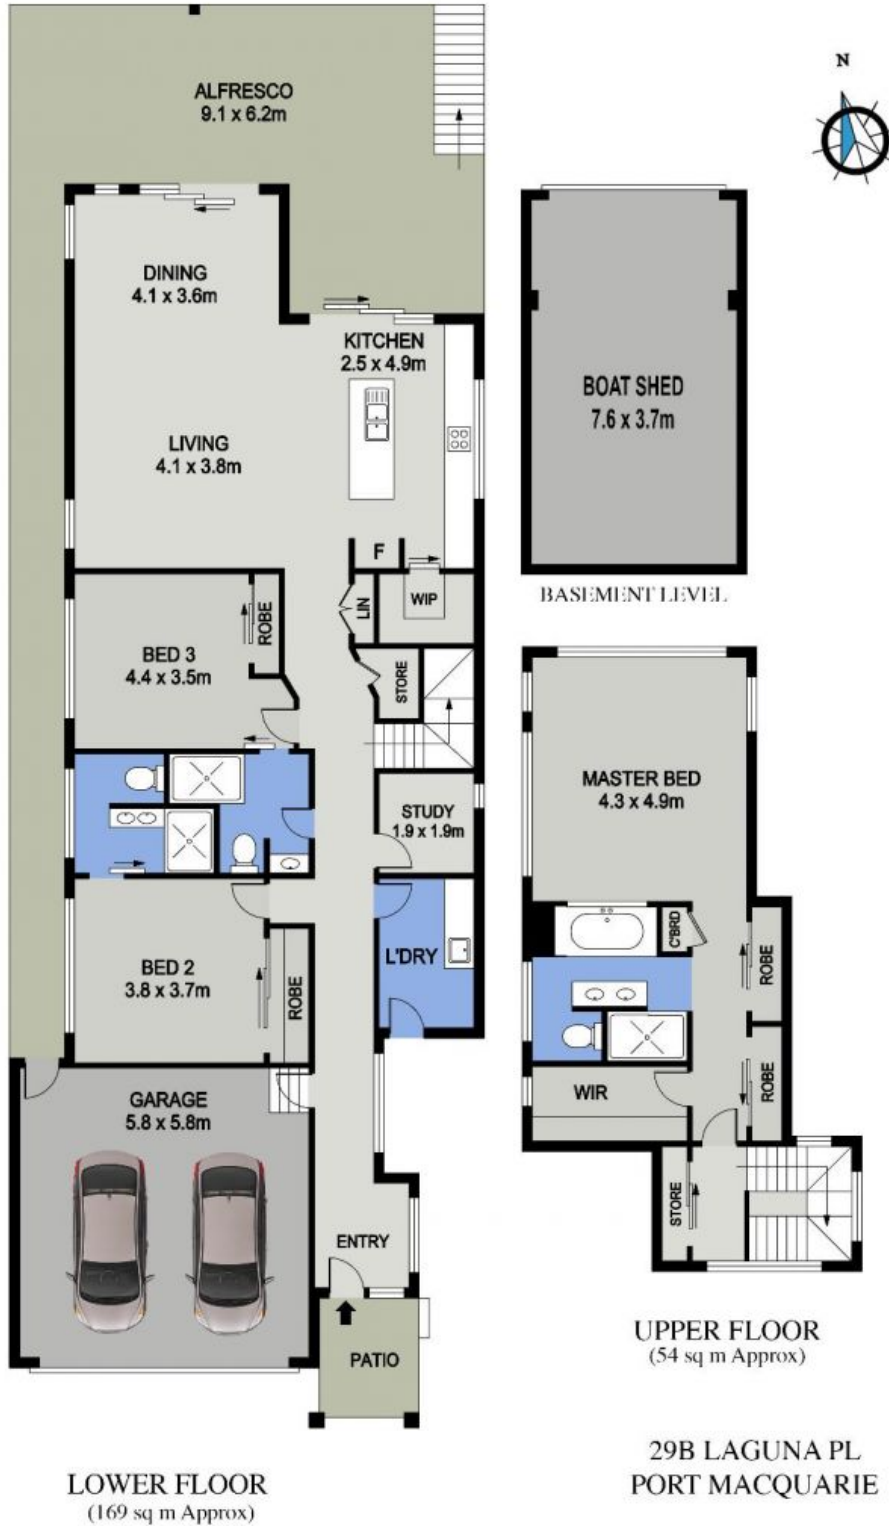 ALFRESCO
9.1 x 6.2m
N
DINING
4.1 x 3.6m
KITCHEN
2.5 x 4.9m
LIVING
4.1 x 3.8m
F
WIP
LIN
BED 3
4.4 x 3.5m
ROBE
STORE
STUDY
1.9 x 1.9m
L'DRY
BED 2
3.8 x 3.7m
ROBE
GARAGE
5.8 x 5.8m
ENTRY
PATIO
LOWER FLOOR
(169 sq m Approx)
BOAT SHED
7.6 x 3.7m
BASEMENT LEVEL
MASTER BED
4.3 x 4.9m
C'BRD
ROBE
WIR
ROBE
STORE
UPPER FLOOR
(54 sq m Approx)
29B LAGUNA PL
PORT MACQUARIE